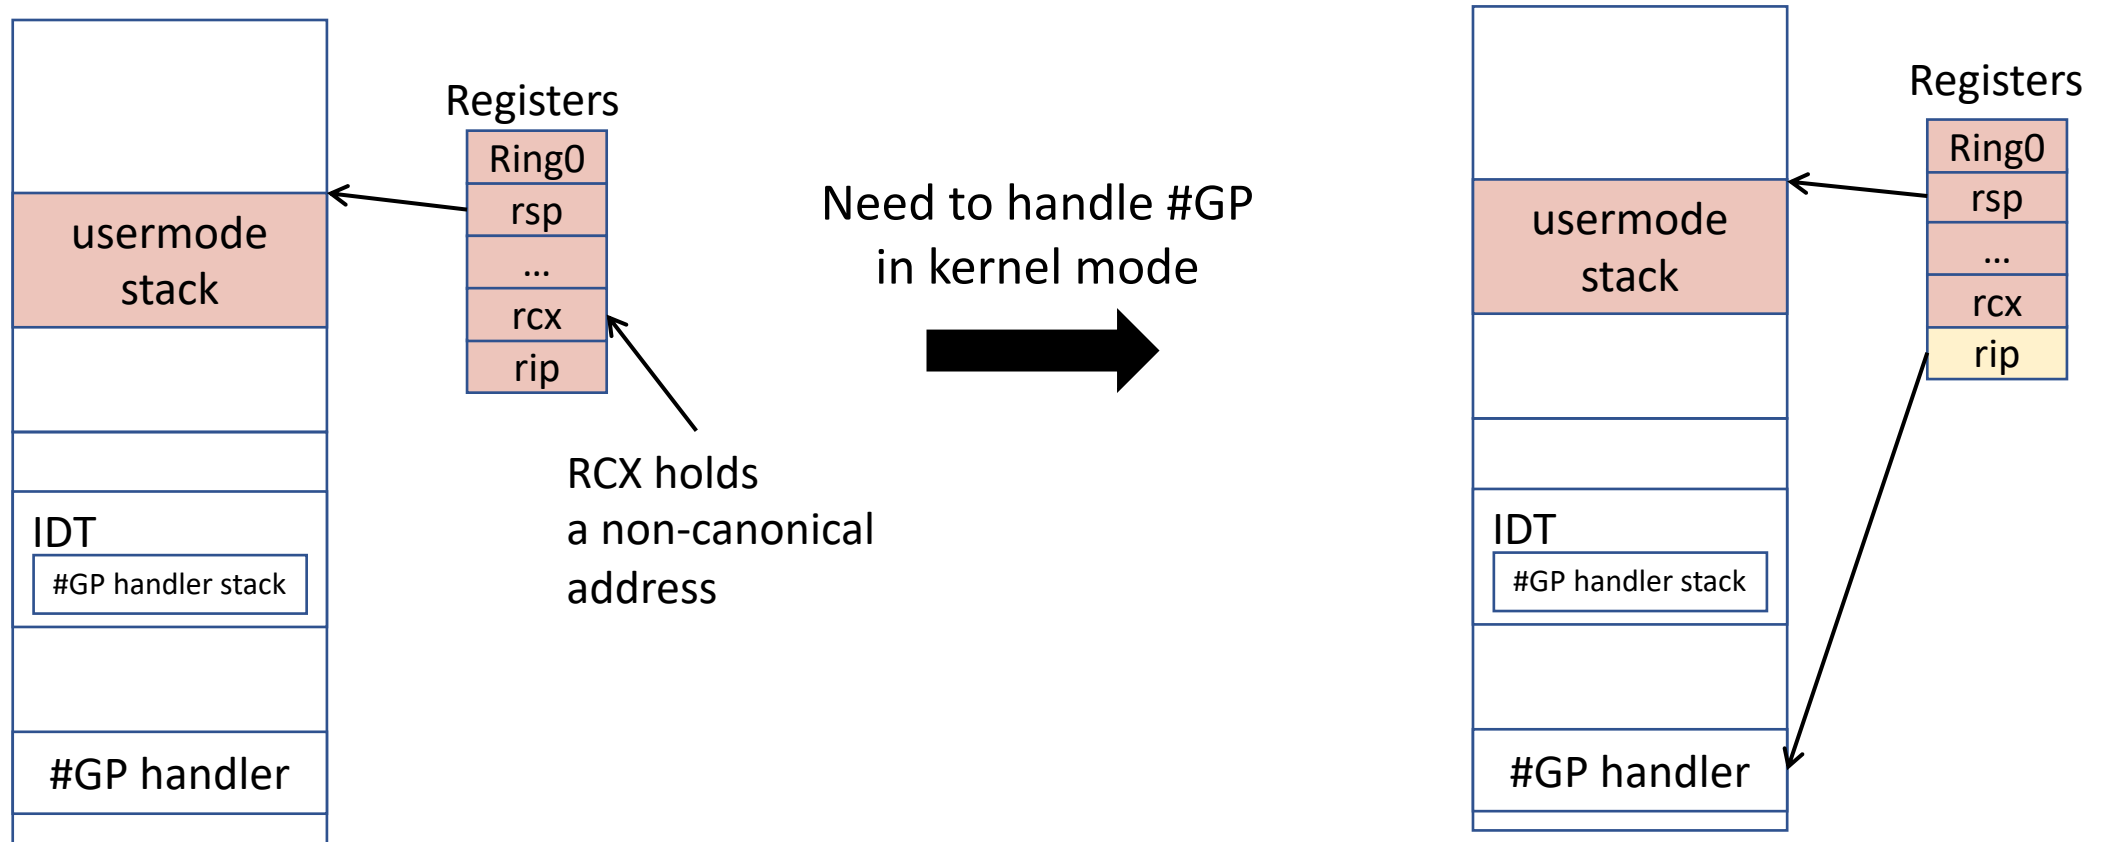 Registers
Ring0
rsp
...
rcx
rip
usermode
stack
IDT
#GP handler stack
#GP handler
RCX holds
a non-canonical
address
Need to handle #GP
in kernel mode
Registers
Ring0
rsp
...
rcx
rip
usermode
stack
IDT
#GP handler stack
#GP handler